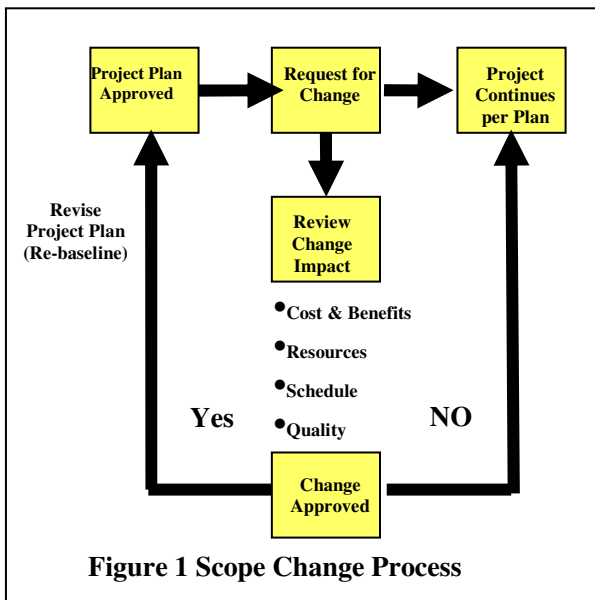 Project Plan
Approved
Request for
Change
Project
Continues
per Plan
Revise
Project Plan
(Re-baseline)
Review
Change
Impact
•Cost & Benefits
•Resources
•Schedule
•Quality
Yes
NO
Change
Approved
Figure 1 Scope Change Process